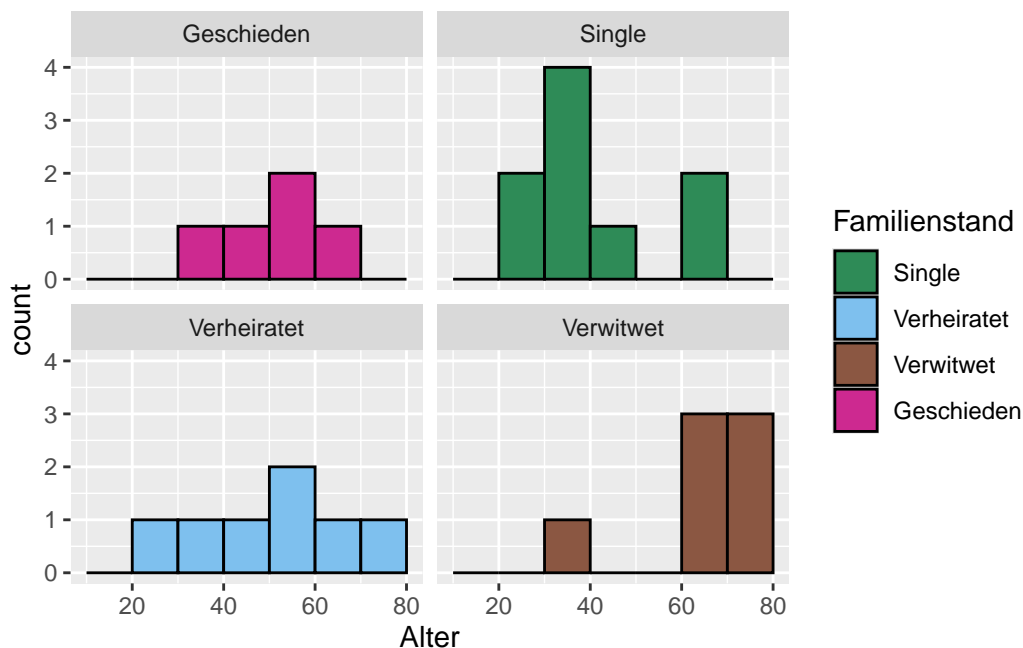 Geschieden
Single
4
3
2
1
0
Verheiratet
Verwitwet
4
3
2
1
0
20 40 60 80
20 40 60 80
Alter
count
Familienstand
Single
Verheiratet
Verwitwet
Geschieden